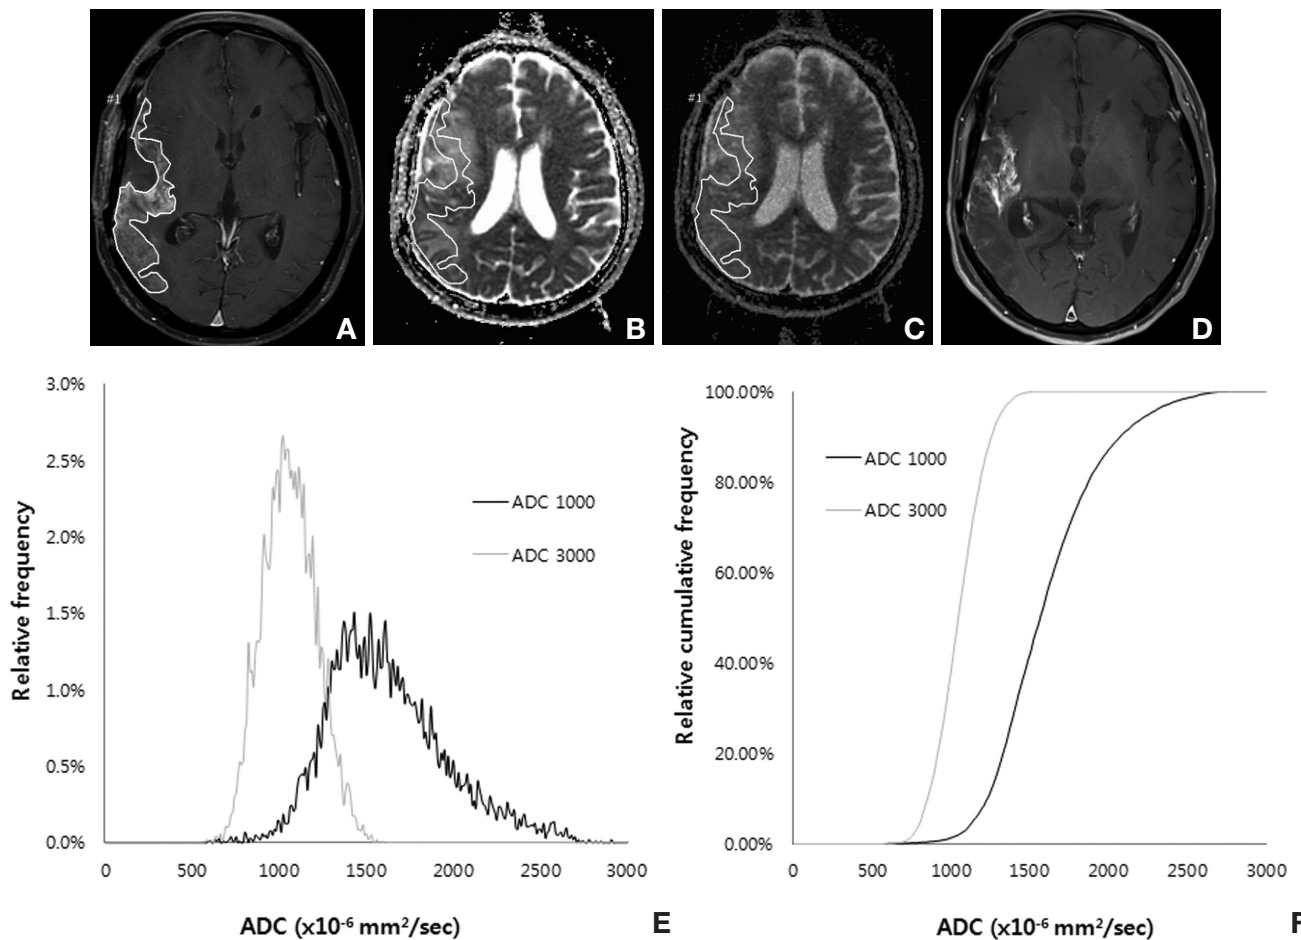 #1
A
#1
B
#1
C
D
3.0%
2.5%
2.0%
1.5%
1.0%
0.5%
0.0%
Relative frequency
ADC 1000
ADC 3000
0 500 1000 1500 2000 2500 3000
ADC (x10⁻⁶ mm²/sec)
E
100.00%
80.00%
60.00%
40.00%
20.00%
0.00%
Relative cumulative frequency
ADC 1000
ADC 3000
0 500 1000 1500 2000 2500 3000
ADC (x10⁻⁶ mm²/sec)
F